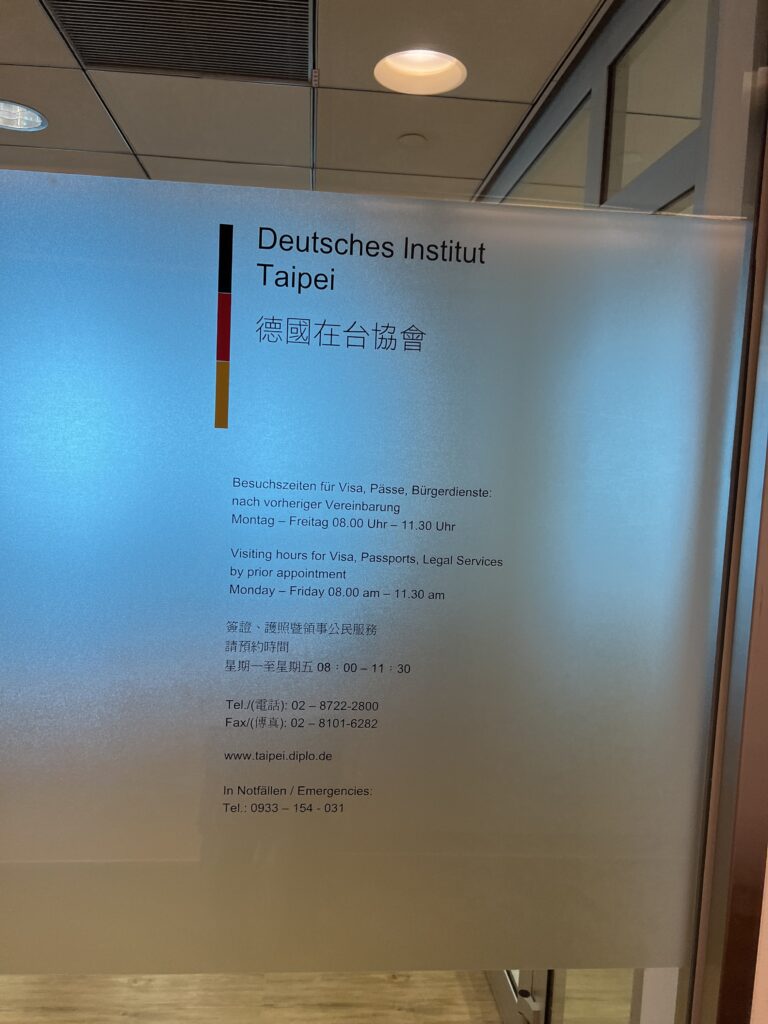 Deutsches Institut
Taipei
德國在台協會
Besuchszeiten für Visa, Pässe, Bürgerdienste:
nach vorheriger Vereinbarung
Montag – Freitag 08.00 Uhr – 11.30 Uhr
Visiting hours for Visa, Passports, Legal Services
by prior appointment
Monday – Friday 08.00 am – 11.30 am
簽證、護照暨領事公民服務
請預約時間
星期一至星期五 08：00 – 11：30
Tel./(電話): 02 – 8722-2800
Fax/(傳真): 02 – 8101-6282
www.taipei.diplo.de
In Notfällen / Emergencies:
Tel.: 0933 – 154 - 031